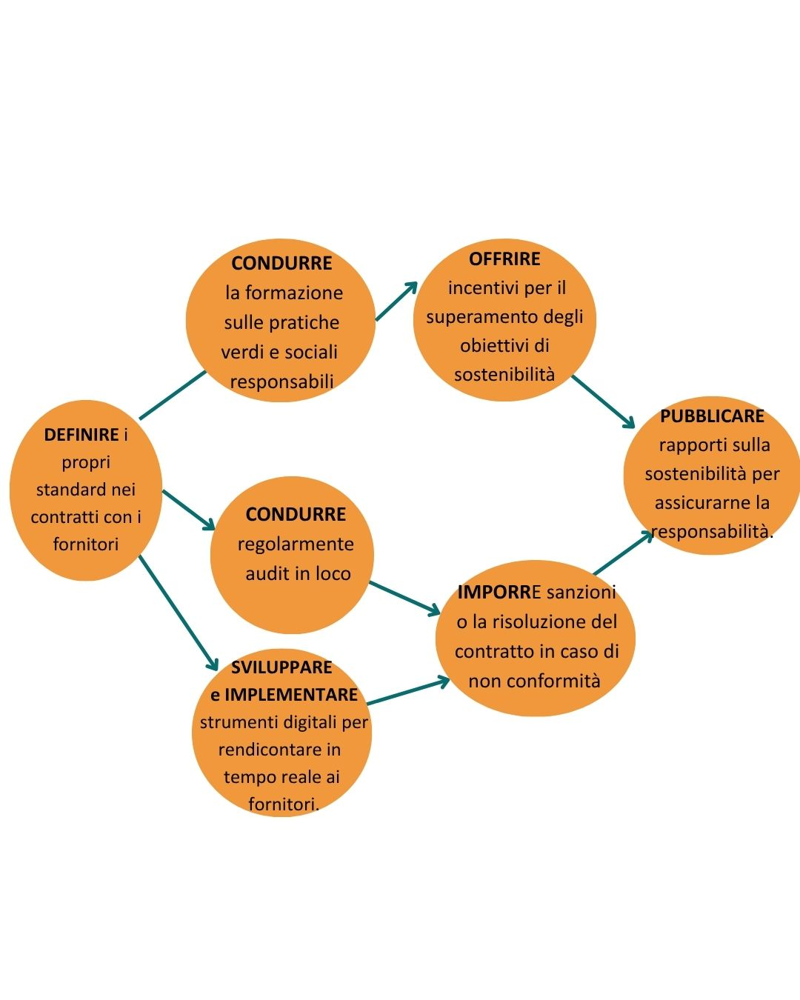 CONDURRE
la formazione
sulle pratiche
verdi e sociali
responsabili
OFFRIRE
incentivi per il
superamento degli
obiettivi di
sostenibilità
DEFINIRE i
propri
standard nei
contratti con i
fornitori
PUBBLICARE
rapporti sulla
sostenibilità per
assicurarne la
responsabilità.
CONDURRE
regolarmente
audit in loco
IMPORRE sanzioni
o la risoluzione del
contratto in caso di
non conformità
SVILUPPARE
e IMPLEMENTARE
strumenti digitali per
rendicontare in
tempo reale ai
fornitori.